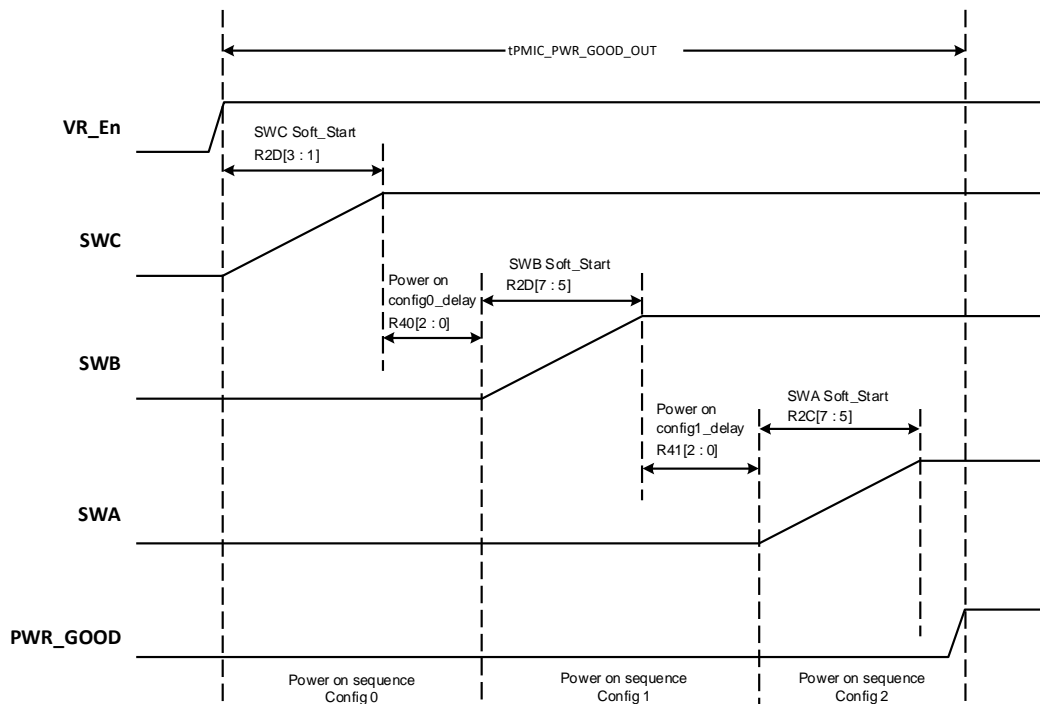 tPMIC_PWR_GOOD_OUT
VR_En
SWC Soft_Start
R2D[3 : 1]
SWC
Power on
config0_delay
R40[2 : 0]
SWB Soft_Start
R2D[7 : 5]
SWB
Power on
config1_delay
R41[2 : 0]
SWA Soft_Start
R2C[7 : 5]
SWA
PWR_GOOD
Power on sequence
Config 0
Power on sequence
Config 1
Power on sequence
Config 2